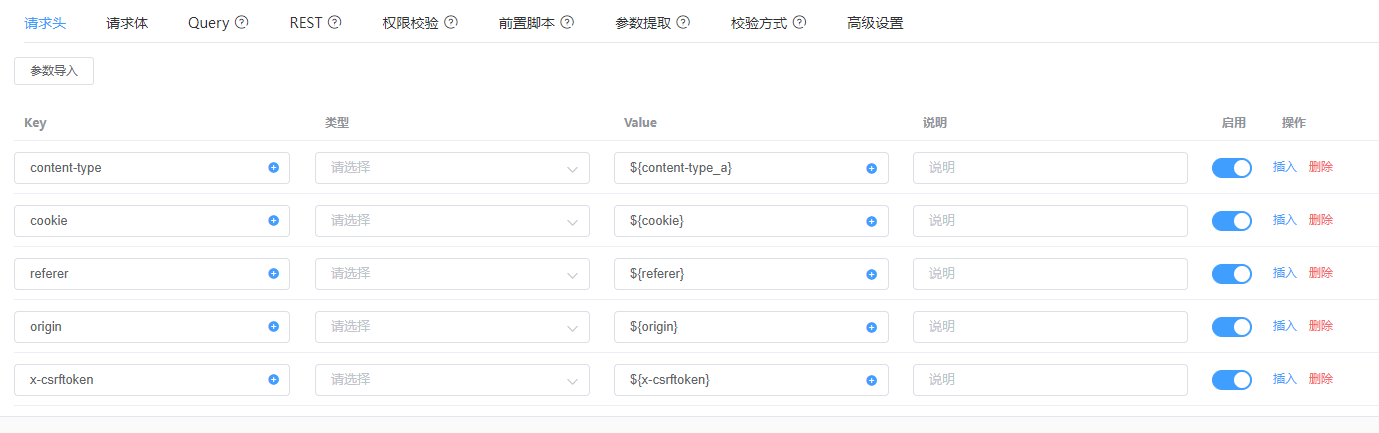 请求头 请求体 Query REST 权限校验 前置脚本 参数提取 校验方式 高级设置
参数导入
Key 类型 Value 说明 启用 操作
content-type 请选择 ${content-type_a} 说明 插入 删除
cookie 请选择 ${cookie} 说明 插入 删除
referer 请选择 ${referer} 说明 插入 删除
origin 请选择 ${origin} 说明 插入 删除
x-csrftoken 请选择 ${x-csrftoken} 说明 插入 删除